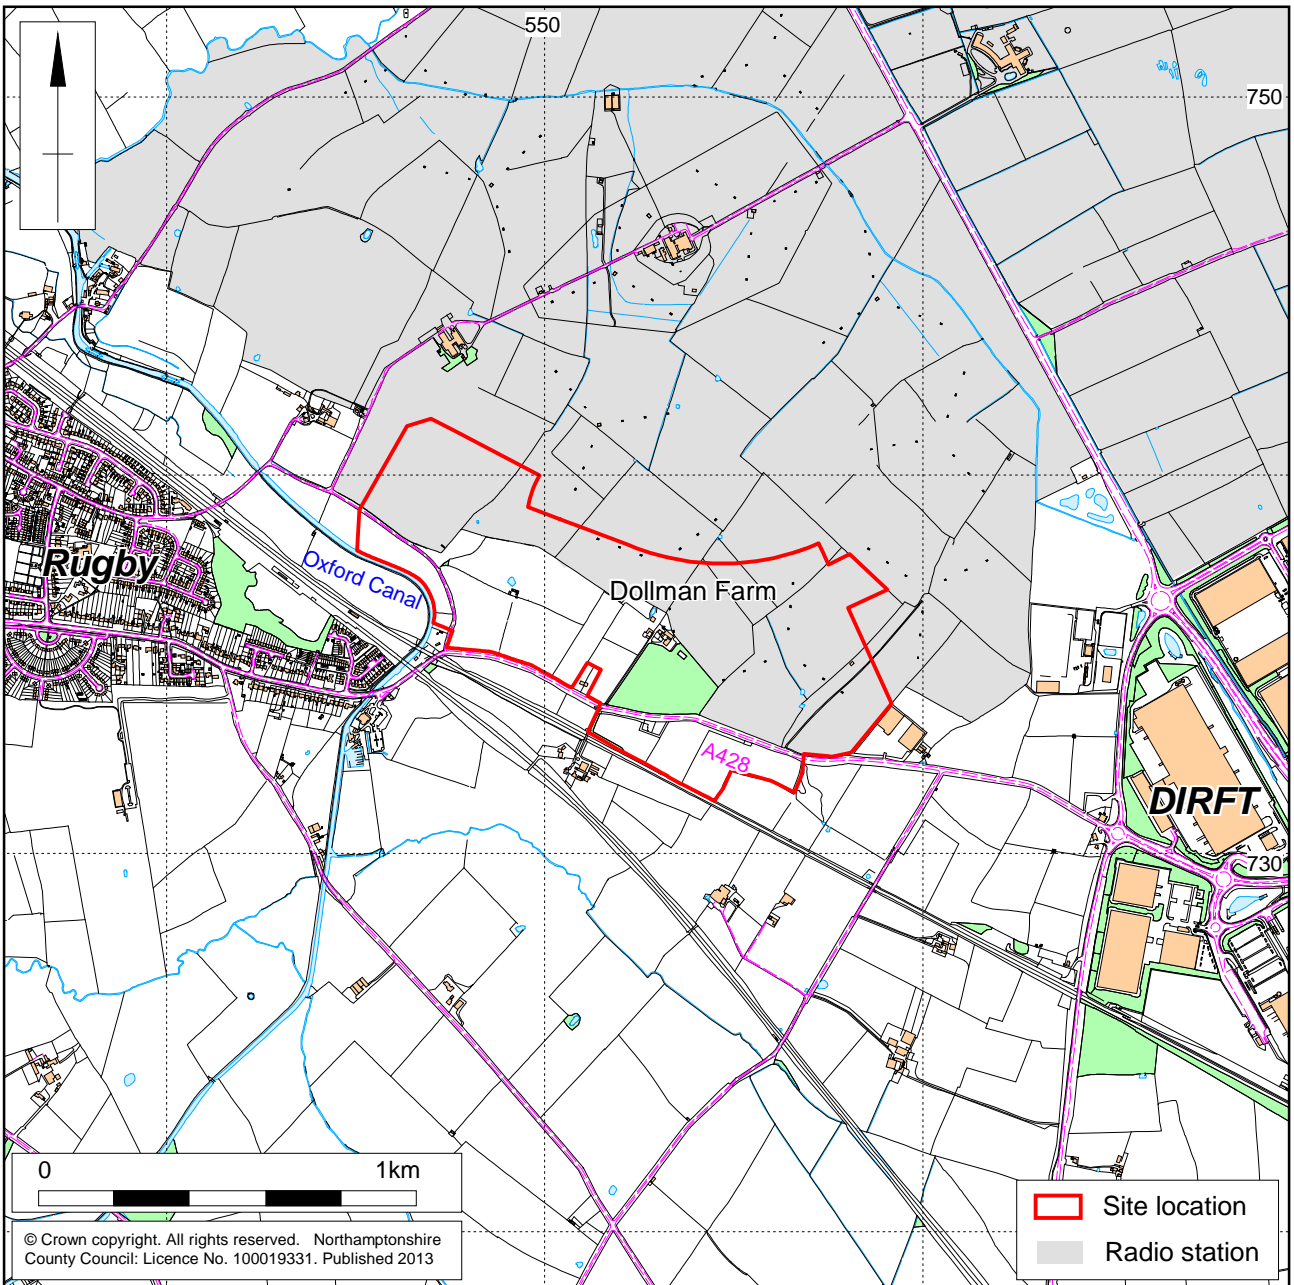 550
750
Rugby
Oxford Canal
Dollman Farm
A428
DIRFT
730
0 1km
© Crown copyright. All rights reserved. Northamptonshire
County Council: Licence No. 100019331. Published 2013
Site location
Radio station